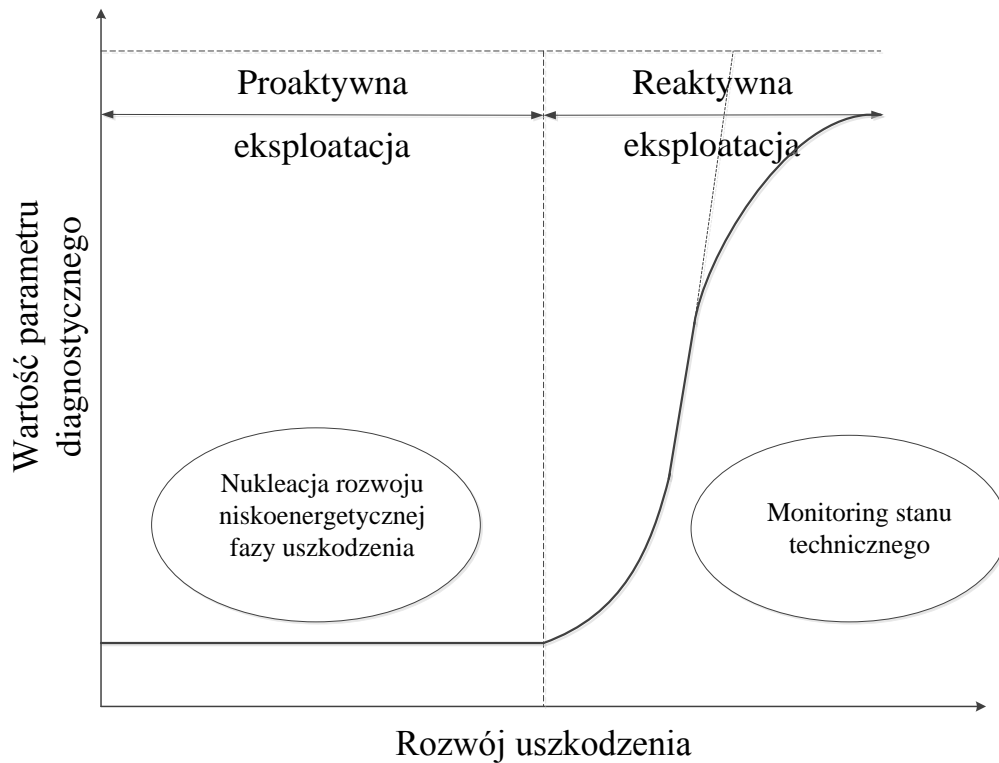 Proaktywna
eksploatacja
Reaktywna
eksploatacja
Wartość parametru
diagnostycznego
Nukleacja rozwoju
niskoenergetycznej
fazy uszkodzenia
Monitoring stanu
technicznego
Rozwój uszkodzenia